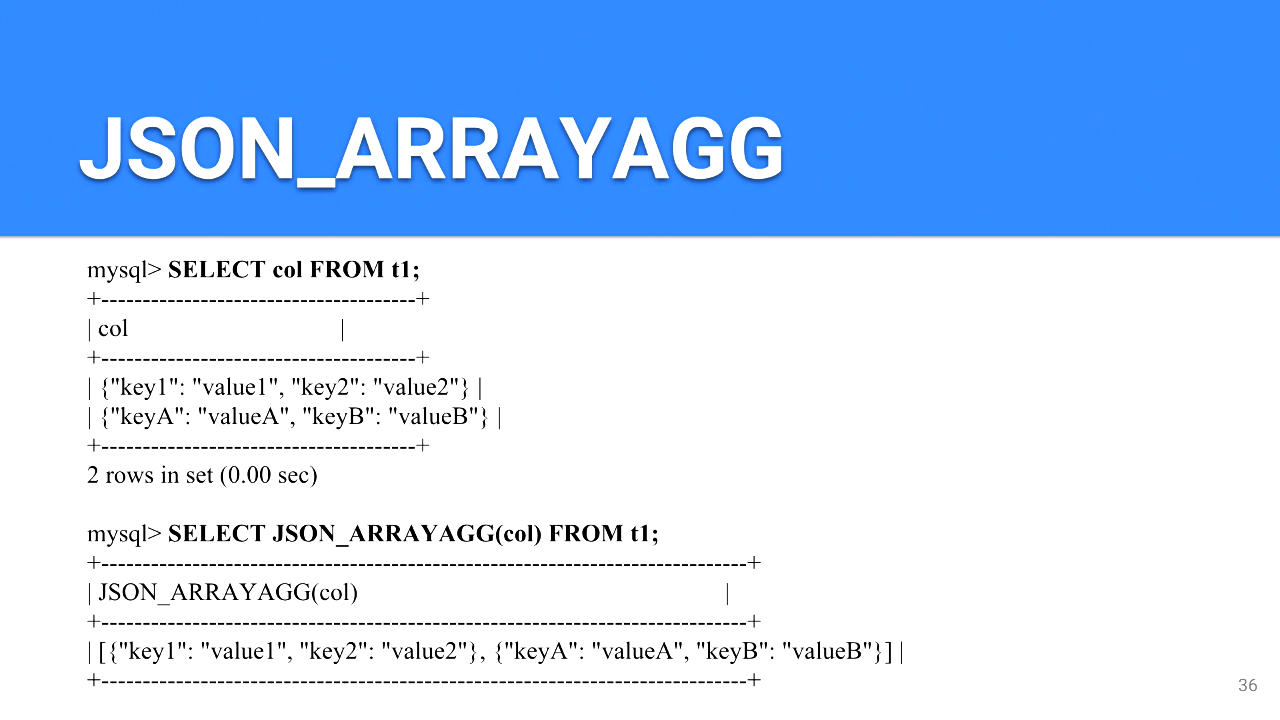 JSON_ARRAYAGG
mysql> SELECT col FROM t1;
+--------------------------------------+
| col                                  |
+--------------------------------------+
| {"key1": "value1", "key2": "value2"} |
| {"keyA": "valueA", "keyB": "valueB"} |
+--------------------------------------+
2 rows in set (0.00 sec)
mysql> SELECT JSON_ARRAYAGG(col) FROM t1;
+------------------------------------------------------------------------------+
| JSON_ARRAYAGG(col)                                                           |
+------------------------------------------------------------------------------+
| [{"key1": "value1", "key2": "value2"}, {"keyA": "valueA", "keyB": "valueB"}] |
+------------------------------------------------------------------------------+
36